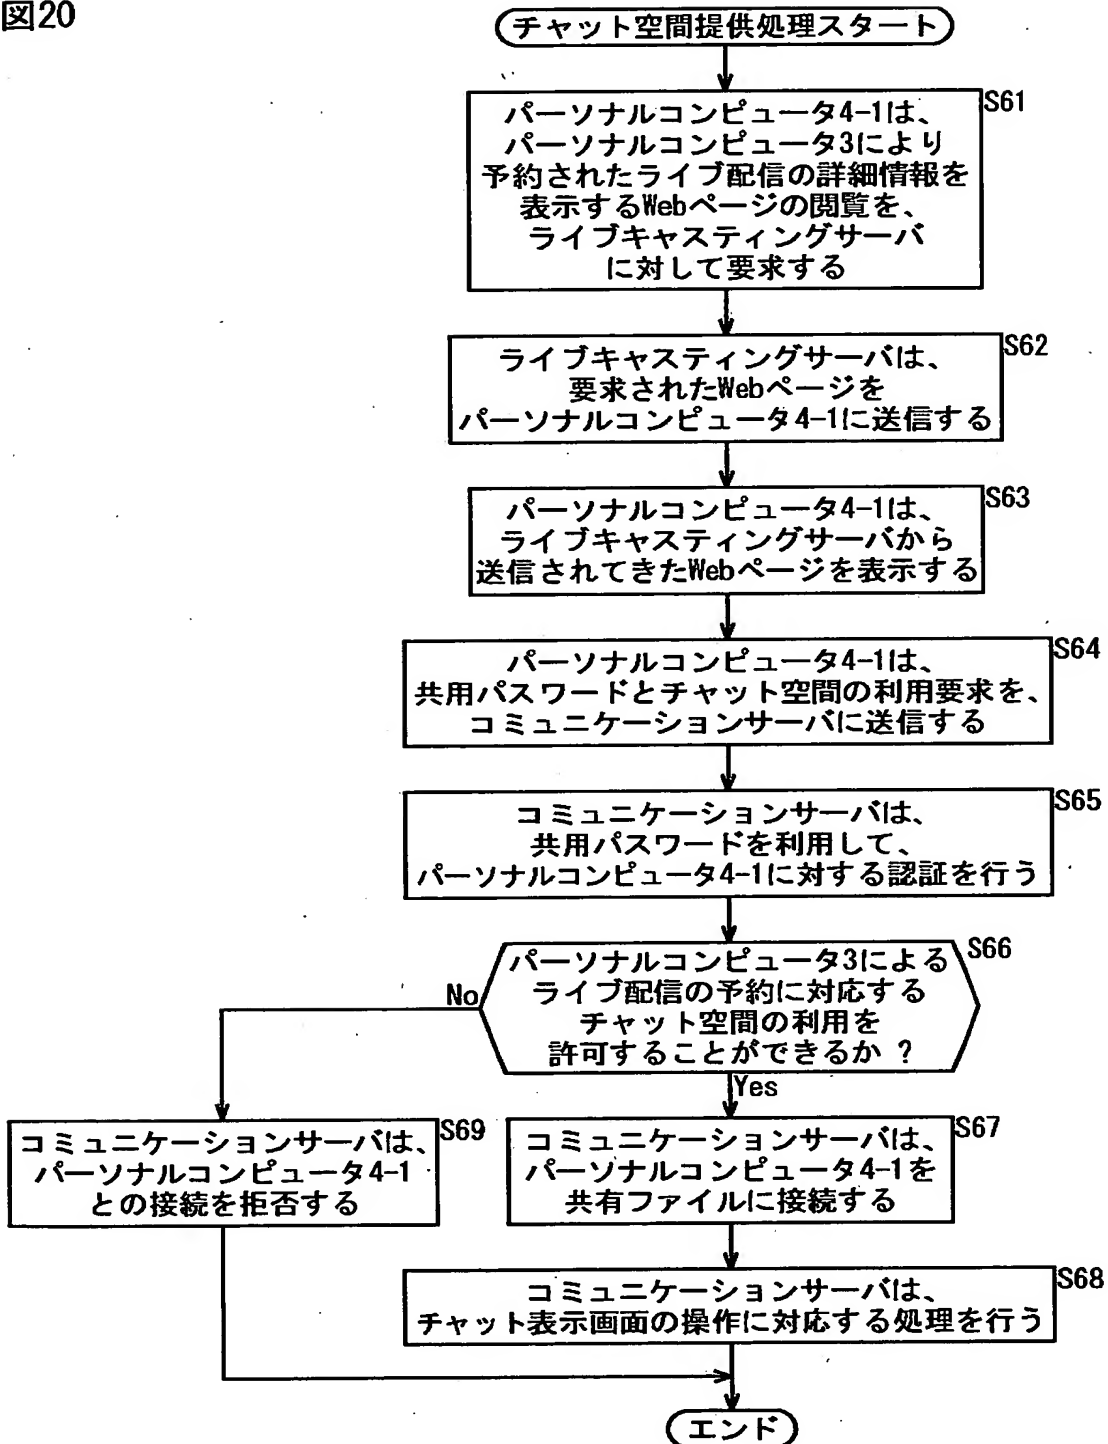 図20
チャット空間提供処理スタート
S61
パーソナルコンピュータ4-1は、
パーソナルコンピュータ3により
予約されたライブ配信の詳細情報を
表示するWebページの閲覧を、
ライブキャスティングサーバ
に対して要求する
S62
ライブキャスティングサーバは、
要求されたWebページを
パーソナルコンピュータ4-1に送信する
S63
パーソナルコンピュータ4-1は、
ライブキャスティングサーバから
送信されてきたWebページを表示する
S64
パーソナルコンピュータ4-1は、
共用パスワードとチャット空間の利用要求を、
コミュニケーションサーバに送信する
S65
コミュニケーションサーバは、
共用パスワードを利用して、
パーソナルコンピュータ4-1に対する認証を行う
S66
パーソナルコンピュータ3による
ライブ配信の予約に対応する
チャット空間の利用を
許可することができるか ?
No
Yes
S69
コミュニケーションサーバは、
パーソナルコンピュータ4-1
との接続を拒否する
S67
コミュニケーションサーバは、
パーソナルコンピュータ4-1を
共有ファイルに接続する
S68
コミュニケーションサーバは、
チャット表示画面の操作に対応する処理を行う
エンド